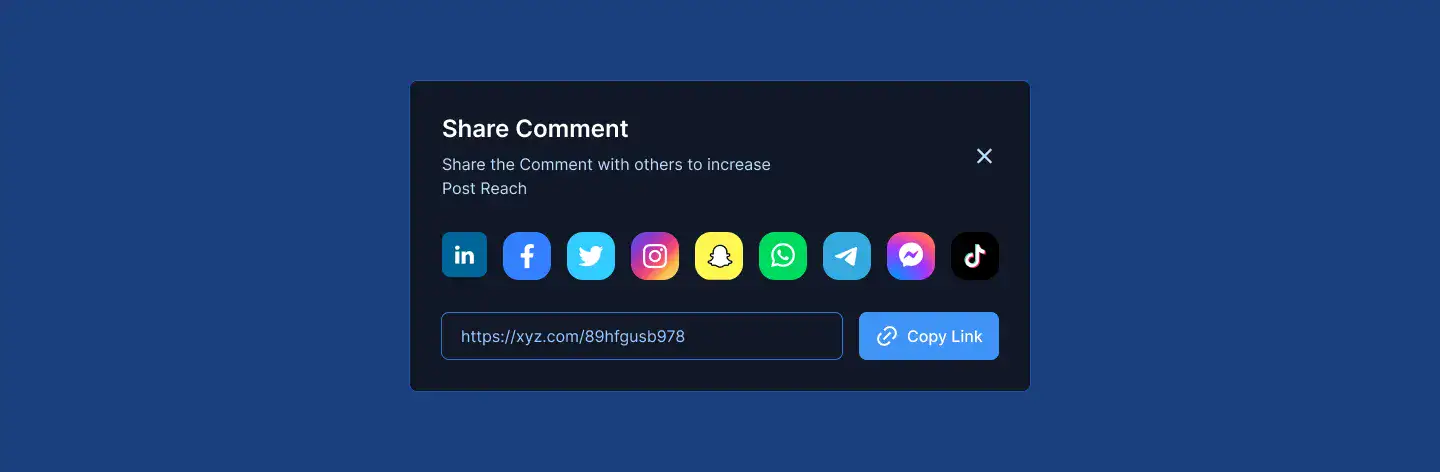 Share Comment
Share the Comment with others to increase
Post Reach
in
https://xyz.com/89hfgusb978
Copy Link